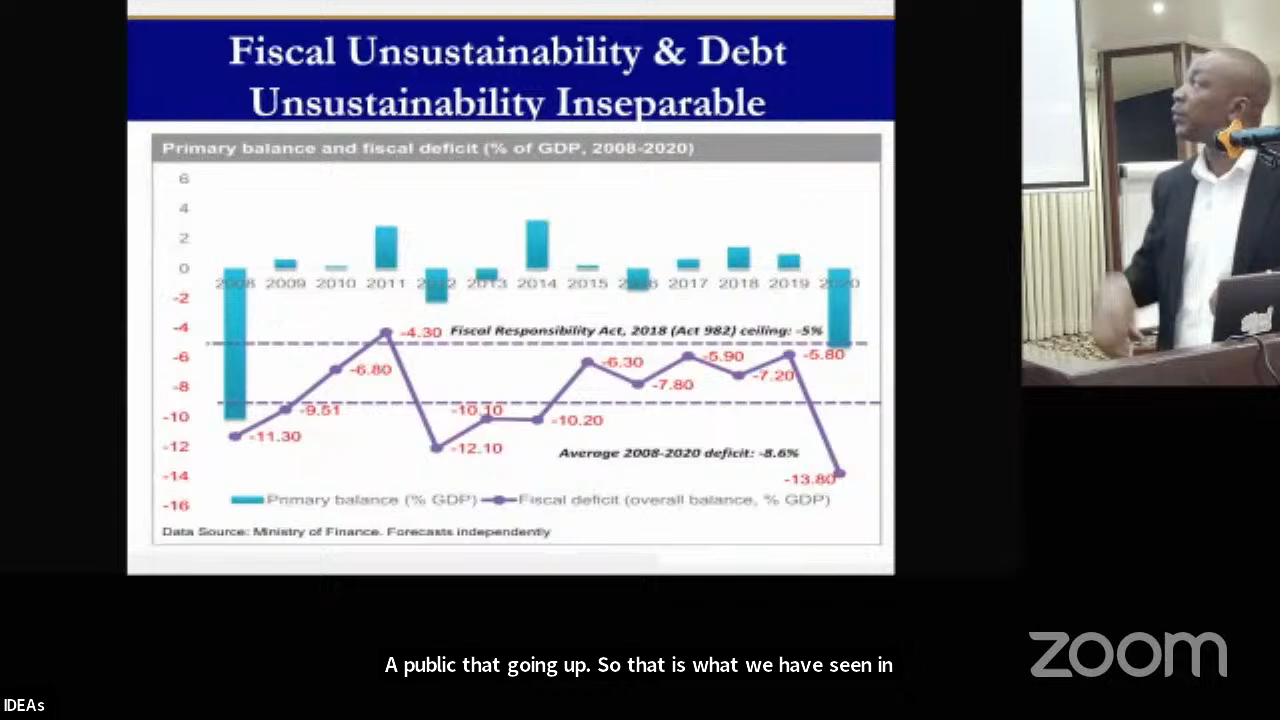 Fiscal Unsustainability & Debt
Unsustainability Inseparable
Primary balance and fiscal deficit (% of GDP, 2008-2020)
6
4
2
0
-2
-4
-6
-8
-10
-12
-14
-16
2008 2009 2010 2011 2012 2013 2014 2015 2016 2017 2018 2019 2020
Fiscal Responsibility Act, 2018 (Act 982) ceiling: -5%
-11.30
-9.51
-6.80
-4.30
-12.10
-10.10
-10.20
-6.30
-7.80
-5.90
-7.20
-5.80
-13.80
Average 2008-2020 deficit: -8.6%
Primary balance (% GDP) Fiscal deficit (overall balance, % GDP)
Data Source: Ministry of Finance. Forecasts independently
A public that going up. So that is what we have seen in
zoom
IDEAs